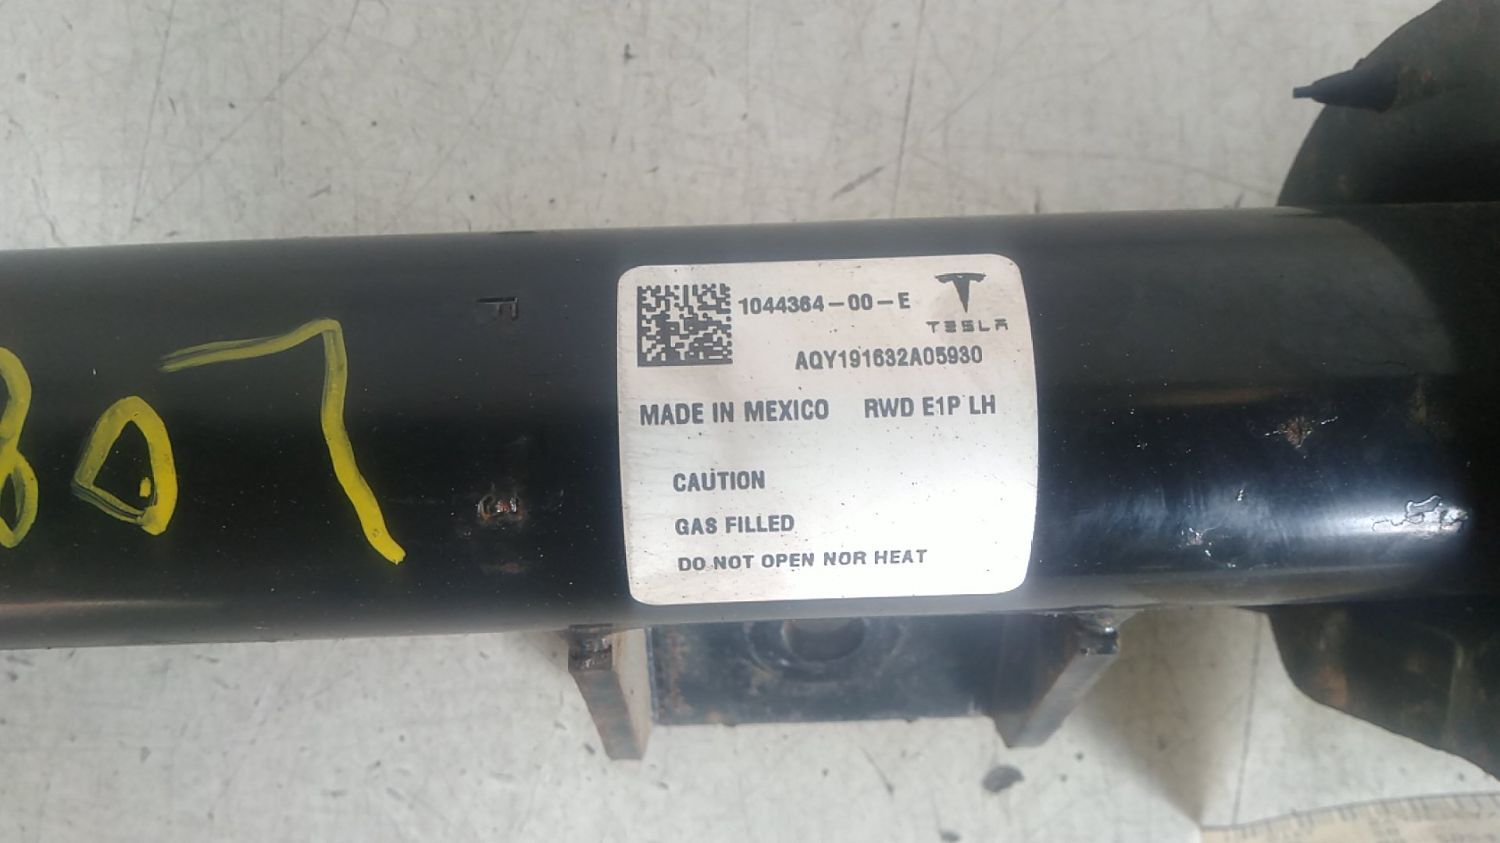 807
F
1044364-00-E
TESLA
AQY191632A05930
MADE IN MEXICO RWD E1P LH
CAUTION
GAS FILLED
DO NOT OPEN NOR HEAT